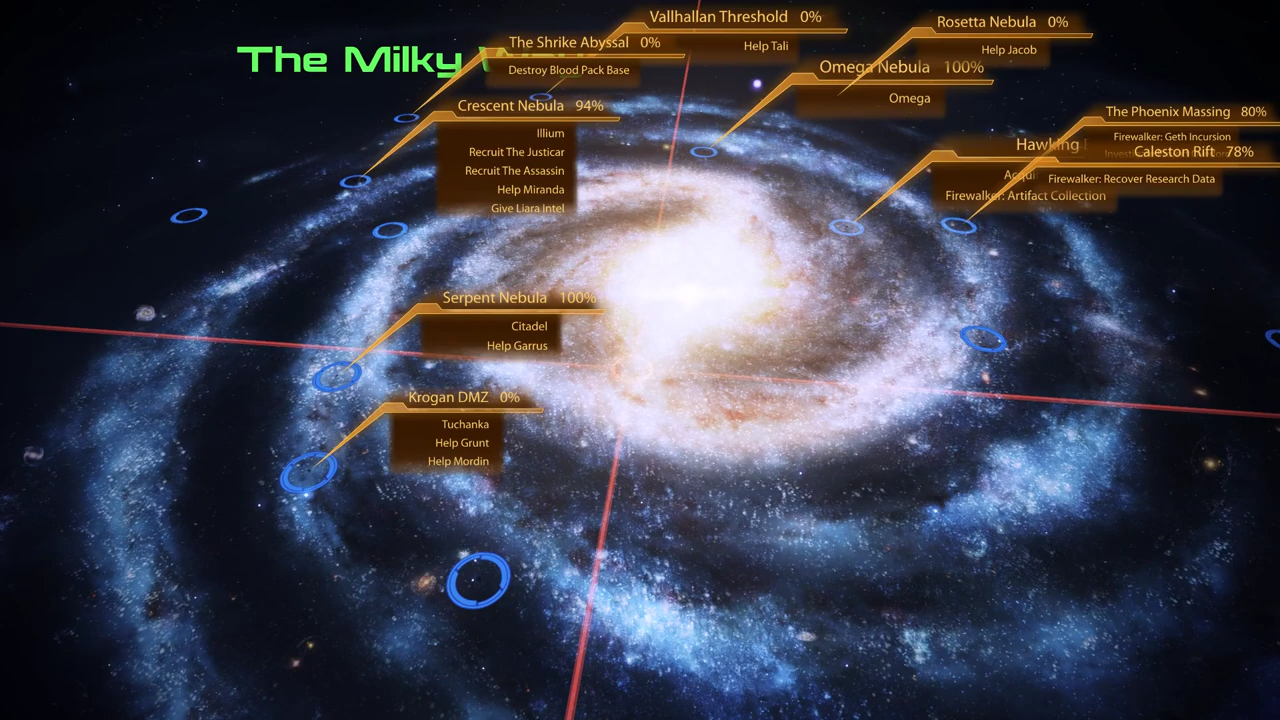 Vallhallan Threshold 0%
Help Tali
Rosetta Nebula 0%
Help Jacob
The Shrike Abyssal 0%
Destroy Blood Pack Base
The Milky
Omega Nebula 100%
Omega
Crescent Nebula 94%
Illium
Recruit The Justicar
Recruit The Assassin
Help Miranda
Give Liara Intel
The Phoenix Massing 80%
Firewalker: Geth Incursion
Hawking
Caleston Rift 78%
Firewalker: Recover Research Data
Firewalker: Artifact Collection
Serpent Nebula 100%
Citadel
Help Garrus
Krogan DMZ 0%
Tuchanka
Help Grunt
Help Mordin